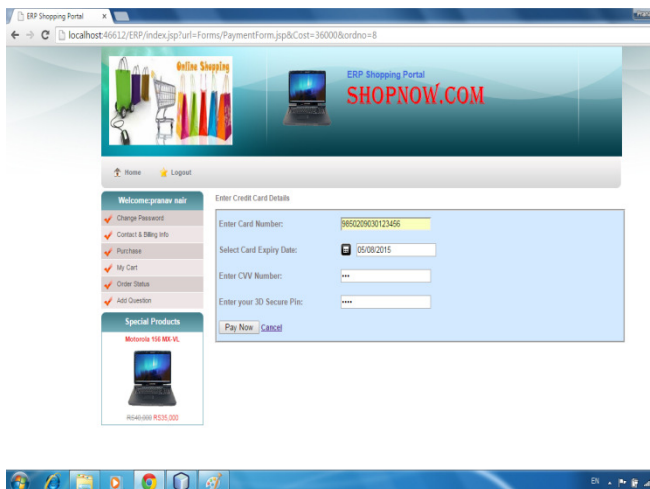 ERP Shopping Portal
localhost:46612/ERP/index.jsp?url=Forms/PaymentForm.jsp&Cost=36000&ordno=8
Online Shopping
ERP Shopping Portal
SHOPNOW.COM
Home Logout
Welcome:pranav nair
Change Password
Contact & Billing Info
Purchase
My Cart
Order Status
Add Question
Special Products
Motorola 156 MX-VL
RS40,000 RS35,000
Enter Credit Card Details
Enter Card Number: 9850209030123456
Select Card Expiry Date: 05/08/2015
Enter CVV Number: •••
Enter your 3D Secure Pin: ••••
Pay Now Cancel
EN